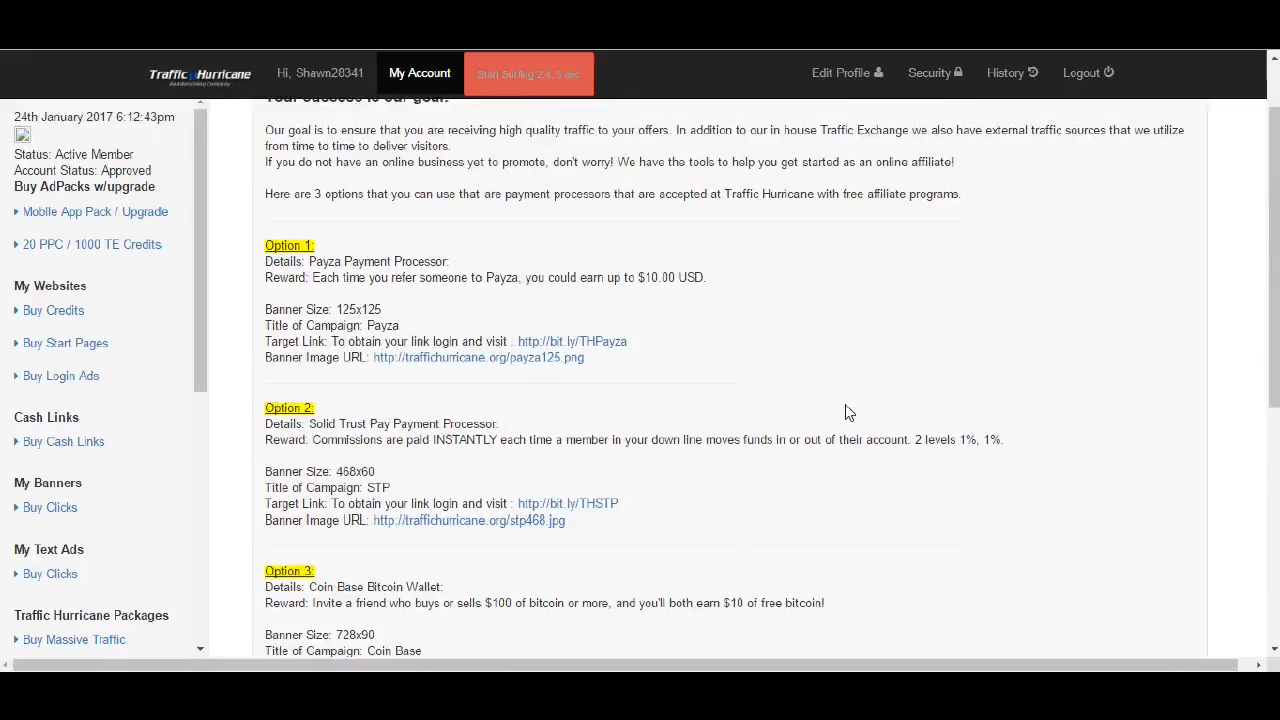 Traffic Hurricane
An Astonishing Company
Hi, Shawn28341
My Account
Start Surfing 2:4, 5 sec
Edit Profile
Security
History
Logout
24th January 2017 6:12:43pm
Status: Active Member
Account Status: Approved
Buy AdPacks w/upgrade
Mobile App Pack / Upgrade
20 PPC / 1000 TE Credits
My Websites
Buy Credits
Buy Start Pages
Buy Login Ads
Cash Links
Buy Cash Links
My Banners
Buy Clicks
My Text Ads
Buy Clicks
Traffic Hurricane Packages
Buy Massive Traffic
Your success is our goal!
Our goal is to ensure that you are receiving high quality traffic to your offers. In addition to our in house Traffic Exchange we also have external traffic sources that we utilize
from time to time to deliver visitors.
If you do not have an online business yet to promote, don't worry! We have the tools to help you get started as an online affiliate!
Here are 3 options that you can use that are payment processors that are accepted at Traffic Hurricane with free affiliate programs.
Option 1:
Details: Payza Payment Processor:
Reward: Each time you refer someone to Payza, you could earn up to $10.00 USD.
Banner Size: 125x125
Title of Campaign: Payza
Target Link: To obtain your link login and visit : http://bit.ly/THPayza
Banner Image URL: http://traffichurricane.org/payza125.png
Option 2:
Details: Solid Trust Pay Payment Processor:
Reward: Commissions are paid INSTANTLY each time a member in your down line moves funds in or out of their account. 2 levels 1%, 1%.
Banner Size: 468x60
Title of Campaign: STP
Target Link: To obtain your link login and visit : http://bit.ly/THSTP
Banner Image URL: http://traffichurricane.org/stp468.jpg
Option 3:
Details: Coin Base Bitcoin Wallet:
Reward: Invite a friend who buys or sells $100 of bitcoin or more, and you'll both earn $10 of free bitcoin!
Banner Size: 728x90
Title of Campaign: Coin Base